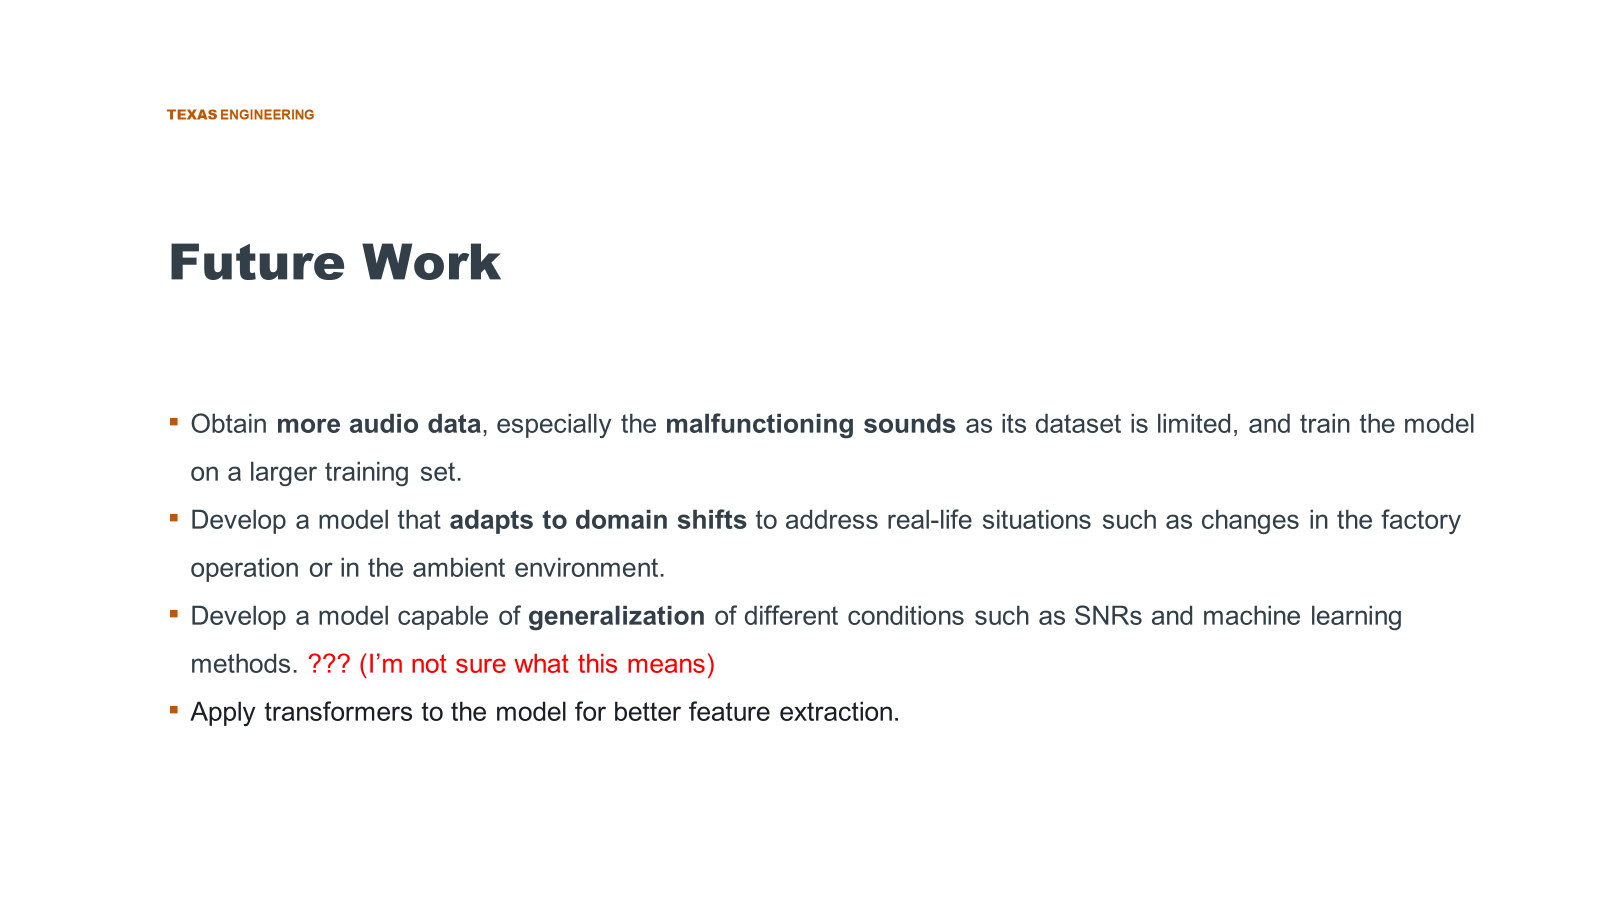 TEXAS ENGINEERING
Future Work
▪ Obtain more audio data, especially the malfunctioning sounds as its dataset is limited, and train the model
on a larger training set.
▪ Develop a model that adapts to domain shifts to address real-life situations such as changes in the factory
operation or in the ambient environment.
▪ Develop a model capable of generalization of different conditions such as SNRs and machine learning
methods. ??? (I’m not sure what this means)
▪ Apply transformers to the model for better feature extraction.